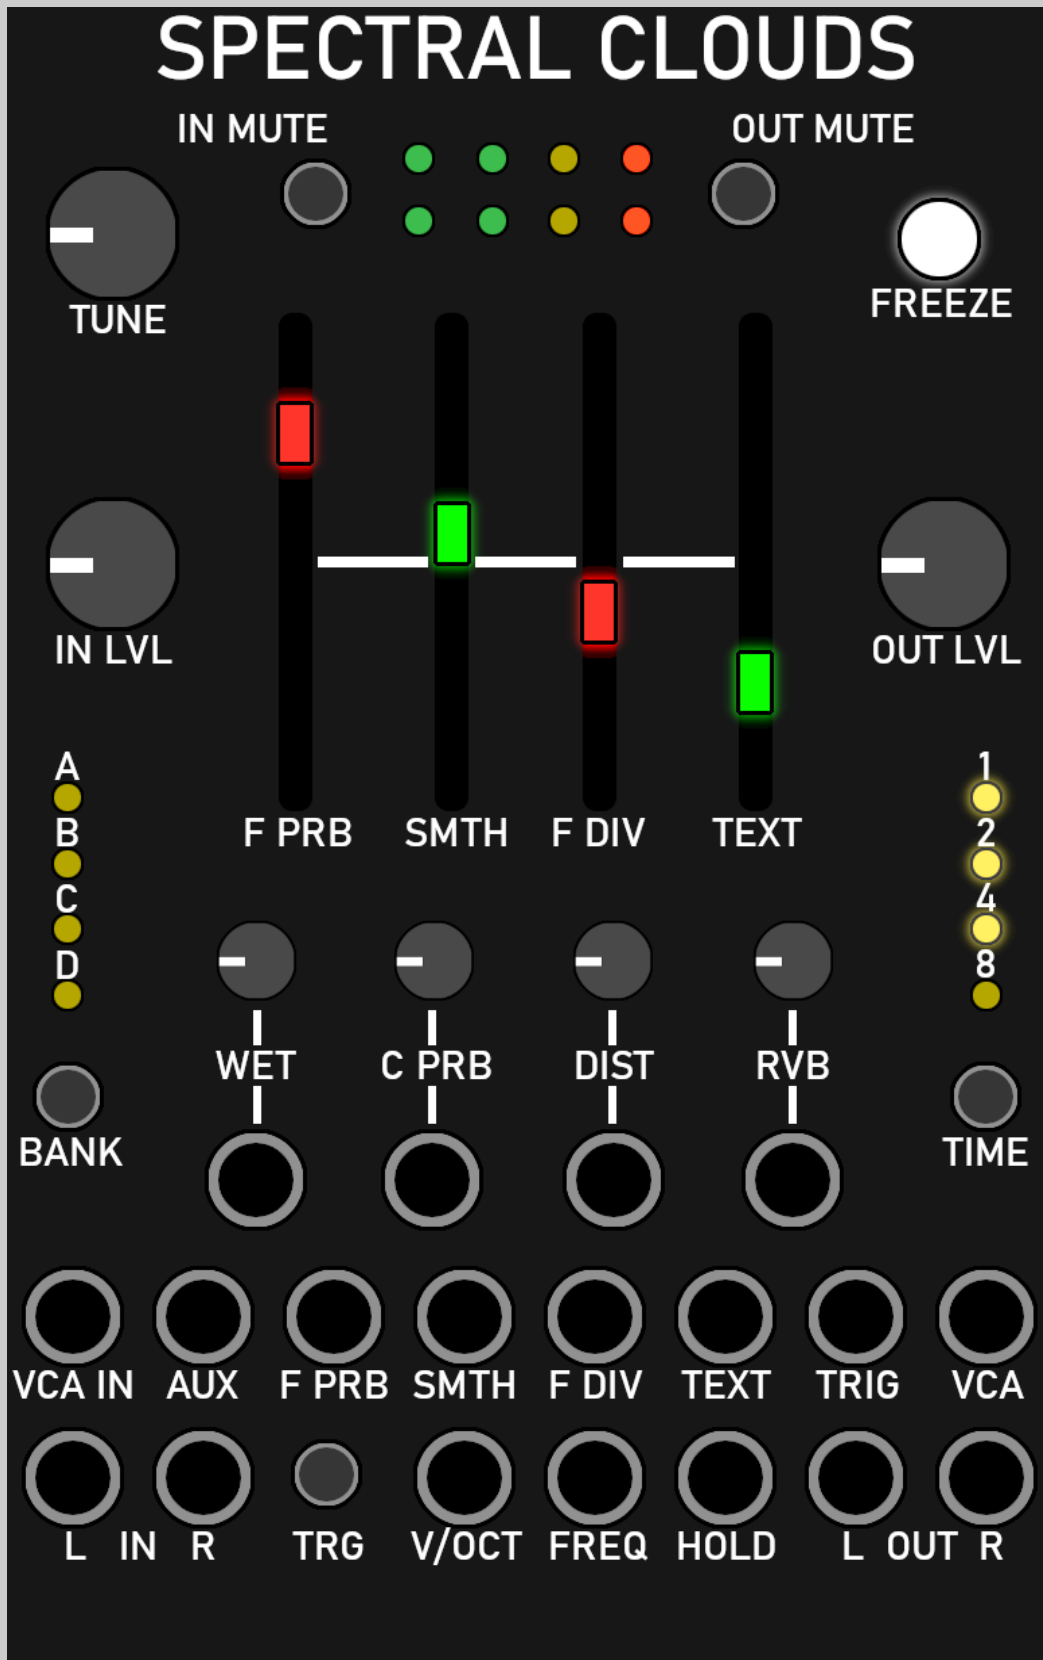 SPECTRAL CLOUDS
IN MUTE
OUT MUTE
TUNE
FREEZE
IN LVL
OUT LVL
A
B
C
D
1
2
4
8
F PRB SMTH F DIV TEXT
WET C PRB DIST RVB
BANK
TIME
VCA IN AUX F PRB SMTH F DIV TEXT TRIG VCA
L IN R TRG V/OCT FREQ HOLD L OUT R